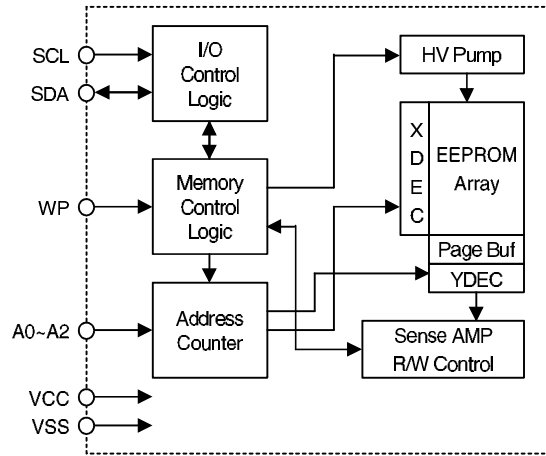 SCL
SDA
WP
A0~A2
VCC
VSS
I/O
Control
Logic
Memory
Control
Logic
Address
Counter
HV Pump
X
D
E
C
EEPROM
Array
Page Buf
YDEC
Sense AMP
R/W Control